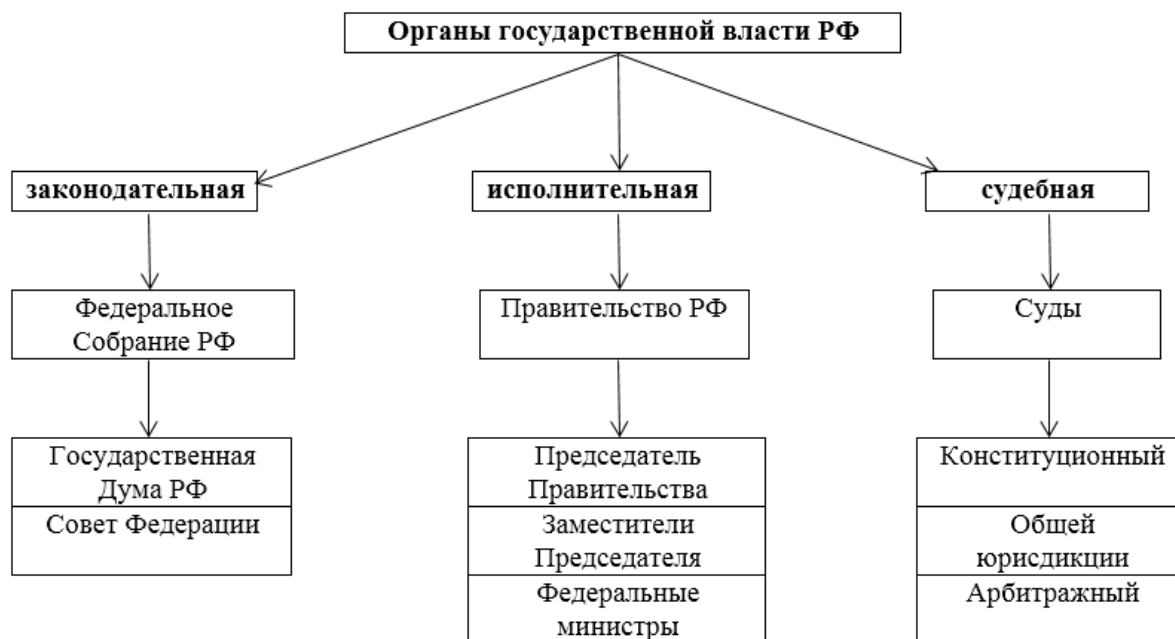 Органы государственной власти РФ
законодательная
исполнительная
судебная
Федеральное
Собрание РФ
Правительство РФ
Суды
Государственная
Дума РФ
Совет Федерации
Председатель
Правительства
Заместители
Председателя
Федеральные
министры
Конституционный
Общей
юрисдикции
Арбитражный